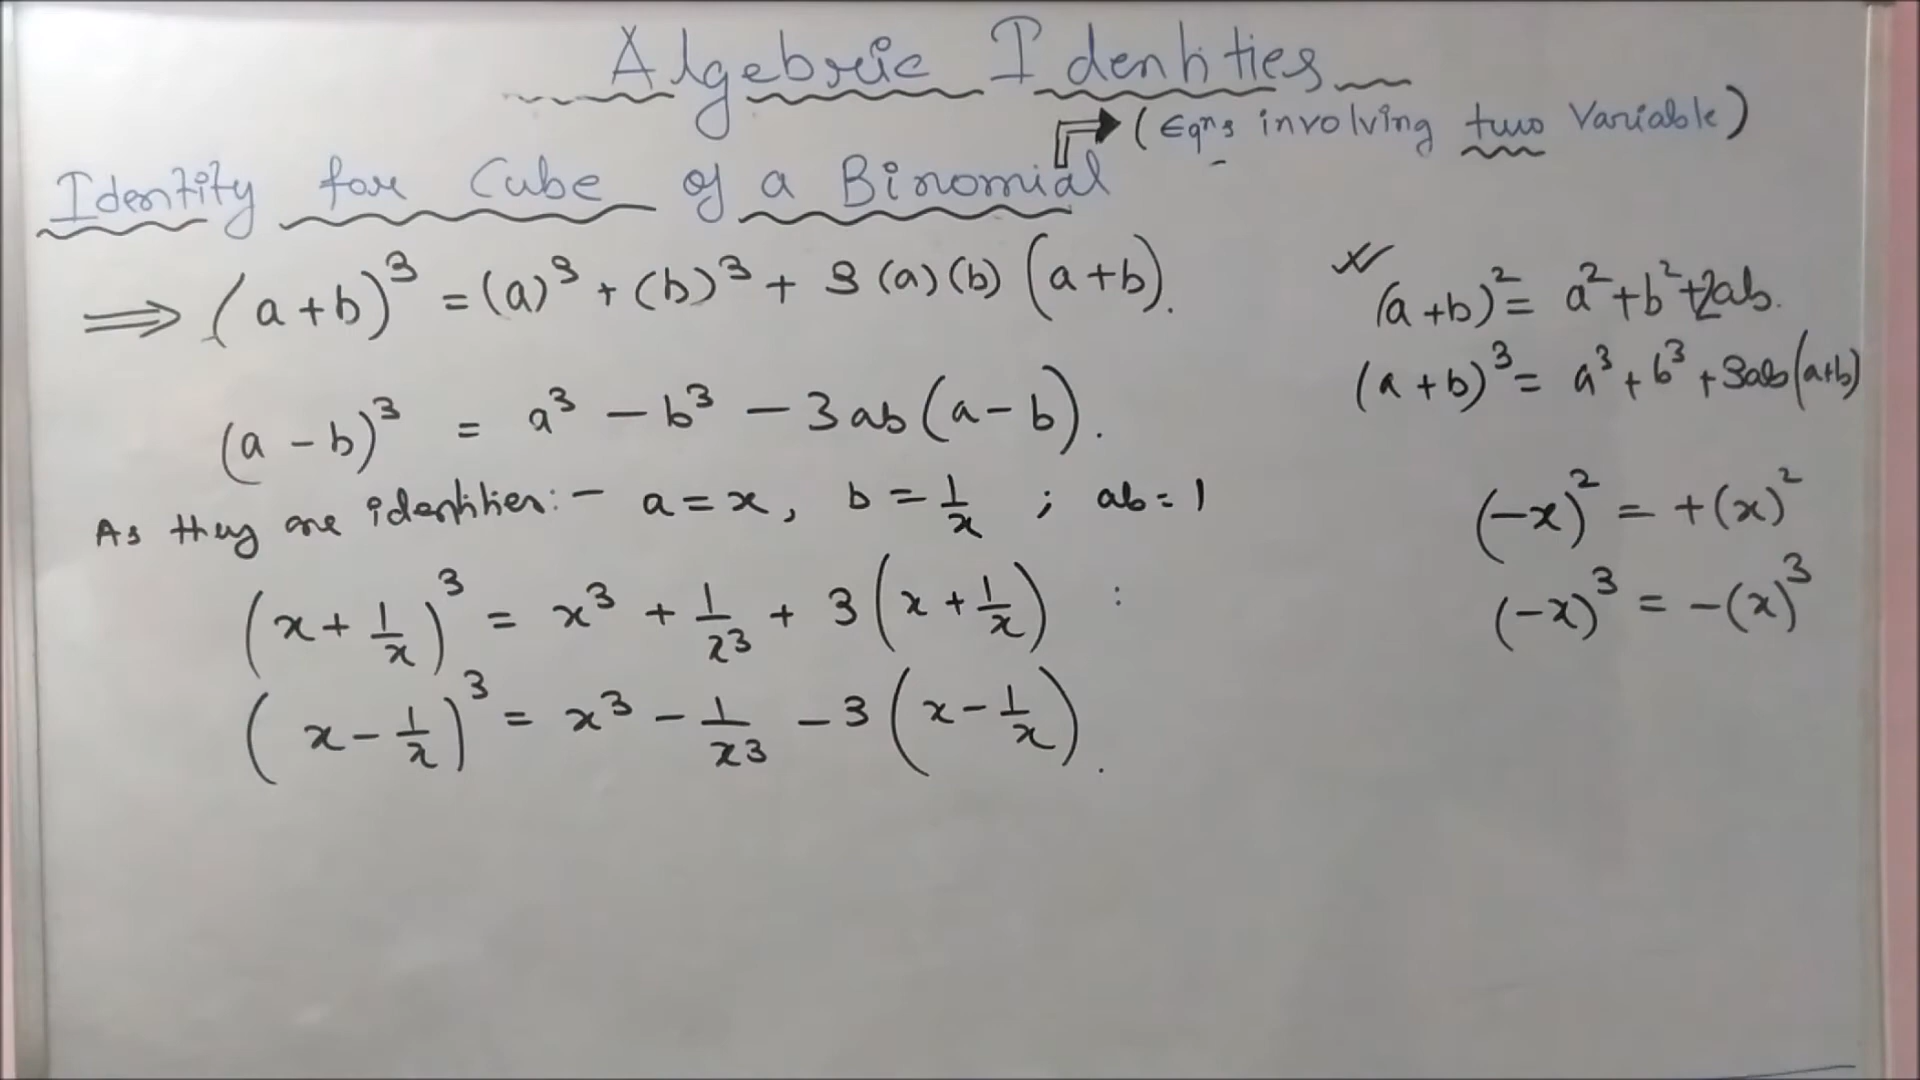 Algebric Identities
(Eqns involving two Variable)
Identity for Cube of a Binomial
⟹ (a+b)³ = (a)³ + (b)³ + 3(a)(b)(a+b).
(a-b)³ = a³ - b³ - 3ab(a-b).
As they are identities:- a = x, b = 1/x ; ab = 1
(x + 1/x)³ = x³ + 1/x³ + 3(x + 1/x) :
(x - 1/x)³ = x³ - 1/x³ - 3(x - 1/x).
(a+b)² = a² + b² + 2ab.
(a+b)³ = a³ + b³ + 3ab(a+b)
(-x)² = +(x)²
(-x)³ = -(x)³